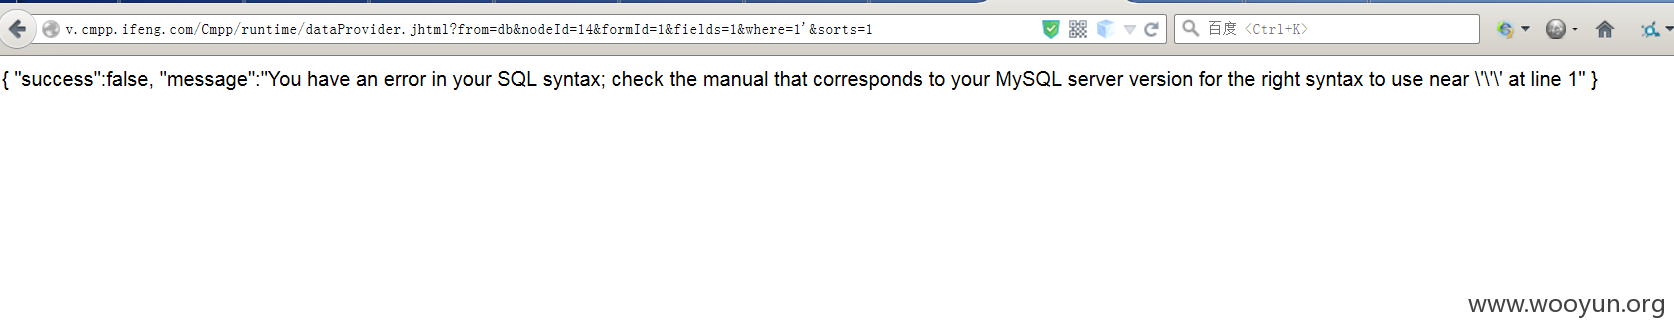 v.cmpp.ifeng.com/Cmpp/runtime/dataProvider.jhtml?from=db&nodeId=14&formId=1&fields=1&where=1'&sorts=1
百度 <Ctrl+K>
{ "success":false, "message":"You have an error in your SQL syntax; check the manual that corresponds to your MySQL server version for the right syntax to use near \'\'\' at line 1" }
www.wooyun.org